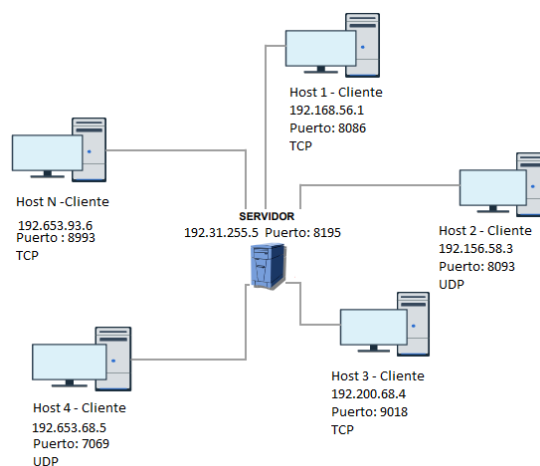 Host 1 - Cliente
192.168.56.1
Puerto: 8086
TCP
Host N -Cliente
192.653.93.6
Puerto : 8993
TCP
SERVIDOR
192.31.255.5 Puerto: 8195
Host 2 - Cliente
192.156.58.3
Puerto: 8093
UDP
Host 3 - Cliente
192.200.68.4
Puerto: 9018
TCP
Host 4 - Cliente
192.653.68.5
Puerto: 7069
UDP